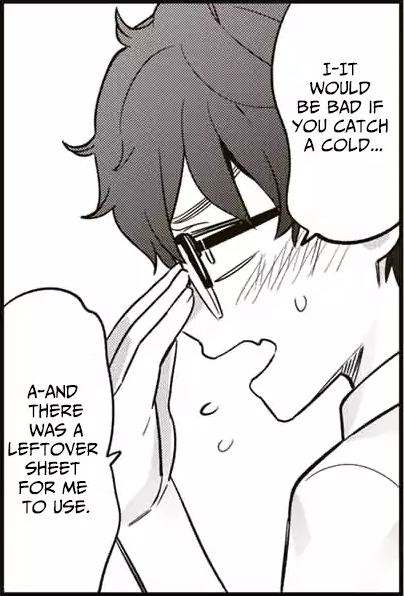 I-IT
WOULD
BE BAD IF
YOU CATCH
A COLD...
A-AND
THERE
WAS A
LEFTOVER
SHEET
FOR ME
TO USE.